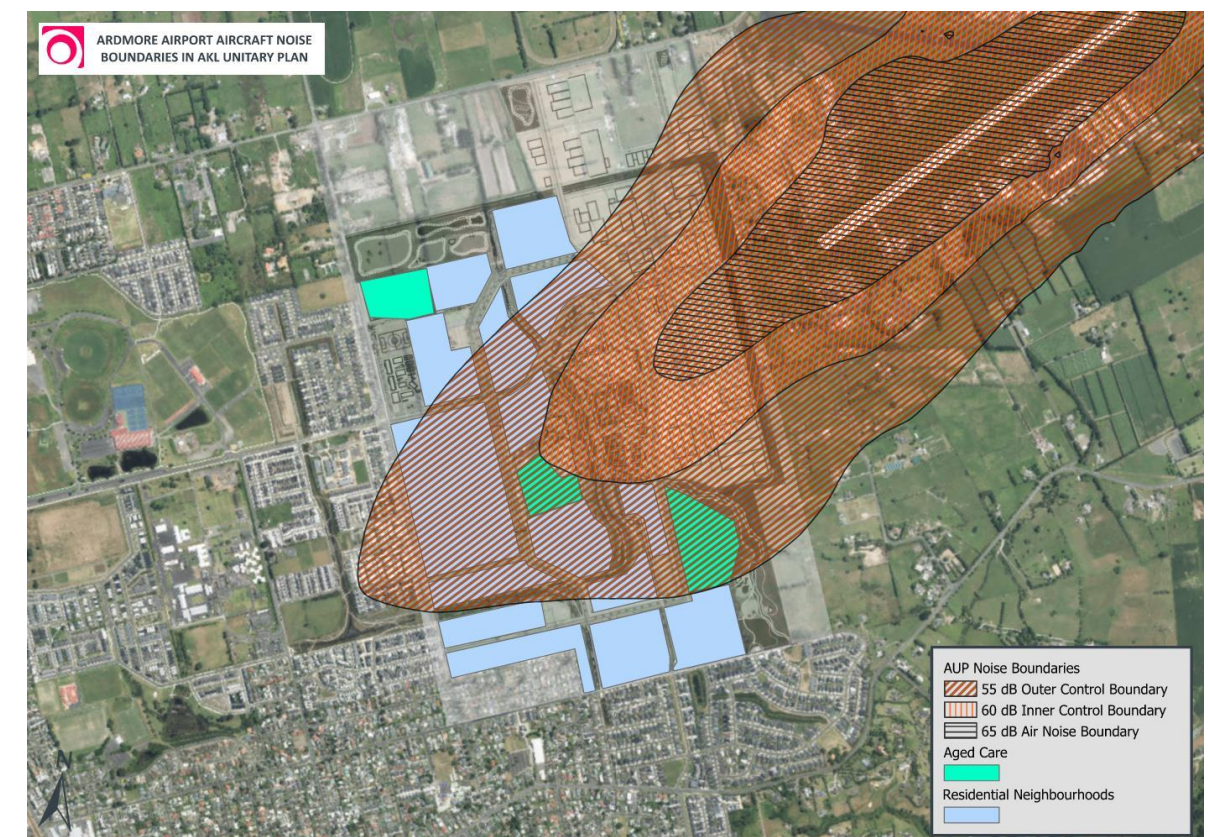 ARDMORE AIRPORT AIRCRAFT NOISE
BOUNDARIES IN AKL UNITARY PLAN
AUP Noise Boundaries
55 dB Outer Control Boundary
60 dB Inner Control Boundary
65 dB Air Noise Boundary
Aged Care
Residential Neighbourhoods
N